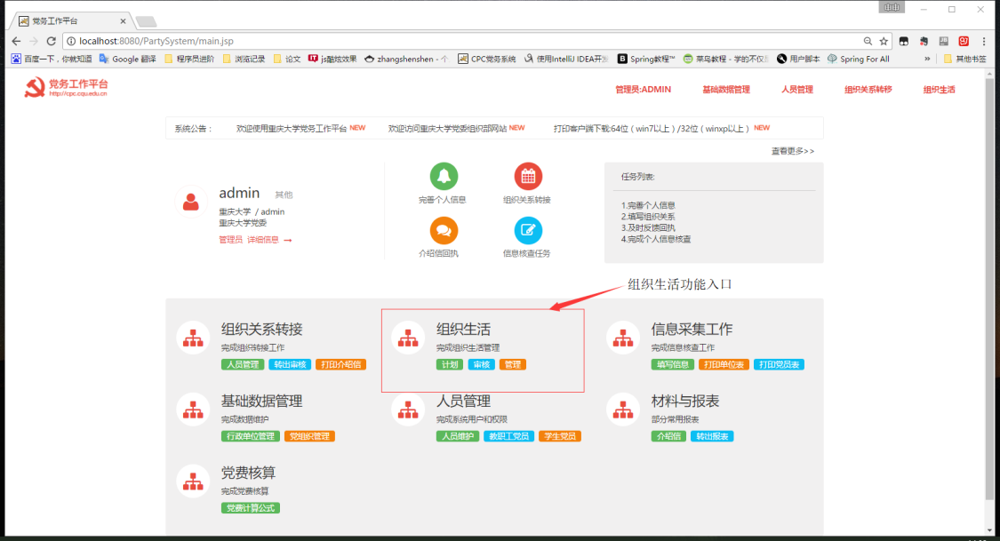 党务工作平台
localhost:8080/PartySystem/main.jsp
百度一下，你就知道 Google 翻译 程序员进阶 浏览记录 论文 js酷炫效果 zhangshenshen - 个 CPC党务系统 使用IntelliJ IDEA开 Spring教程™ 菜鸟教程 - 学的不仅 用户脚本 Spring For All » 其他书签
党务工作平台
http://cpc.cqu.edu.cn
管理员:ADMIN 基础数据管理 人员管理 组织关系转移 组织生活
系统公告： 欢迎使用重庆大学党务工作平台 NEW 欢迎访问重庆大学党委组织部网站 NEW 打印客户端下载:64位（win7以上）/32位（winxp以上） NEW
查看更多>>
admin 其他
重庆大学 / admin
重庆大学党委
管理员 详细信息 →
完善个人信息 组织关系转接
介绍信回执 信息核查任务
任务列表:
1.完善个人信息
2.填写组织关系
3.及时反馈回执
4.完成个人信息核查
组织生活功能入口
组织关系转接
完成组织转接工作
人员管理 转出审核 打印介绍信
组织生活
完成组织生活管理
计划 审核 管理
信息采集工作
完成信息核查工作
填写信息 打印单位表 打印党员表
基础数据管理
完成数据维护
行政单位管理 党组织管理
人员管理
完成系统用户和权限
人员维护 教职工党员 学生党员
材料与报表
部分常用报表
介绍信 转出报表
党费核算
完成党费核算
党费计算公式